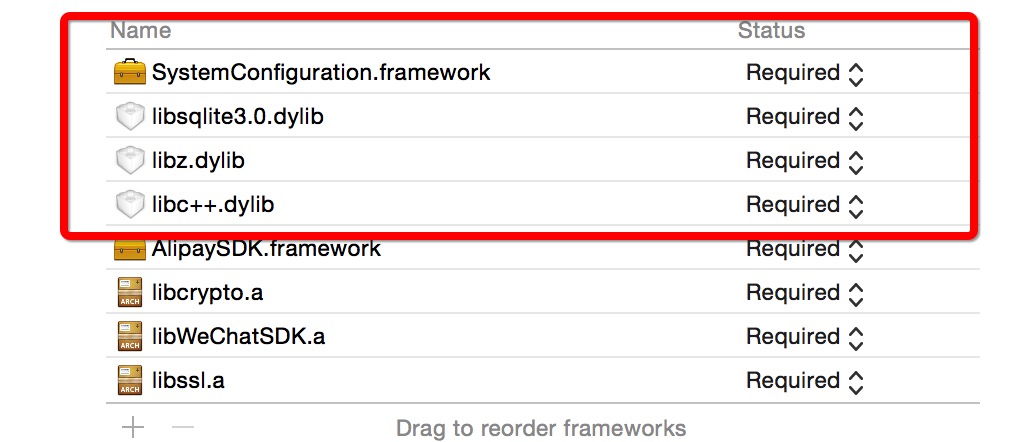 Name Status
SystemConfiguration.framework Required
libsqlite3.0.dylib Required
libz.dylib Required
libc++.dylib Required
AlipaySDK.framework Required
ARCH libcrypto.a Required
ARCH libWeChatSDK.a Required
ARCH libssl.a Required
+ − Drag to reorder frameworks